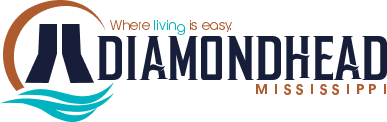 Where living is easy.
DIAMONDHEAD
MISSISSIPPI